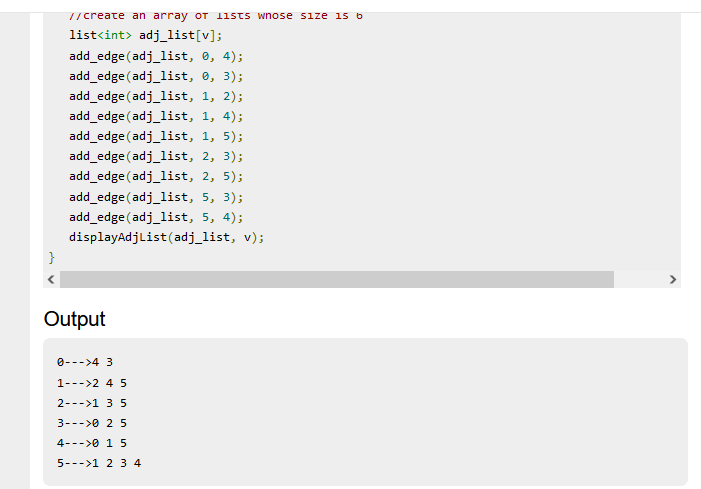 //create an array of lists whose size is 6
list<int> adj_list[v];
add_edge(adj_list, 0, 4);
add_edge(adj_list, 0, 3);
add_edge(adj_list, 1, 2);
add_edge(adj_list, 1, 4);
add_edge(adj_list, 1, 5);
add_edge(adj_list, 2, 3);
add_edge(adj_list, 2, 5);
add_edge(adj_list, 5, 3);
add_edge(adj_list, 5, 4);
displayAdjList(adj_list, v);
}
Output
0--->4 3
1--->2 4 5
2--->1 3 5
3--->0 2 5
4--->0 1 5
5--->1 2 3 4